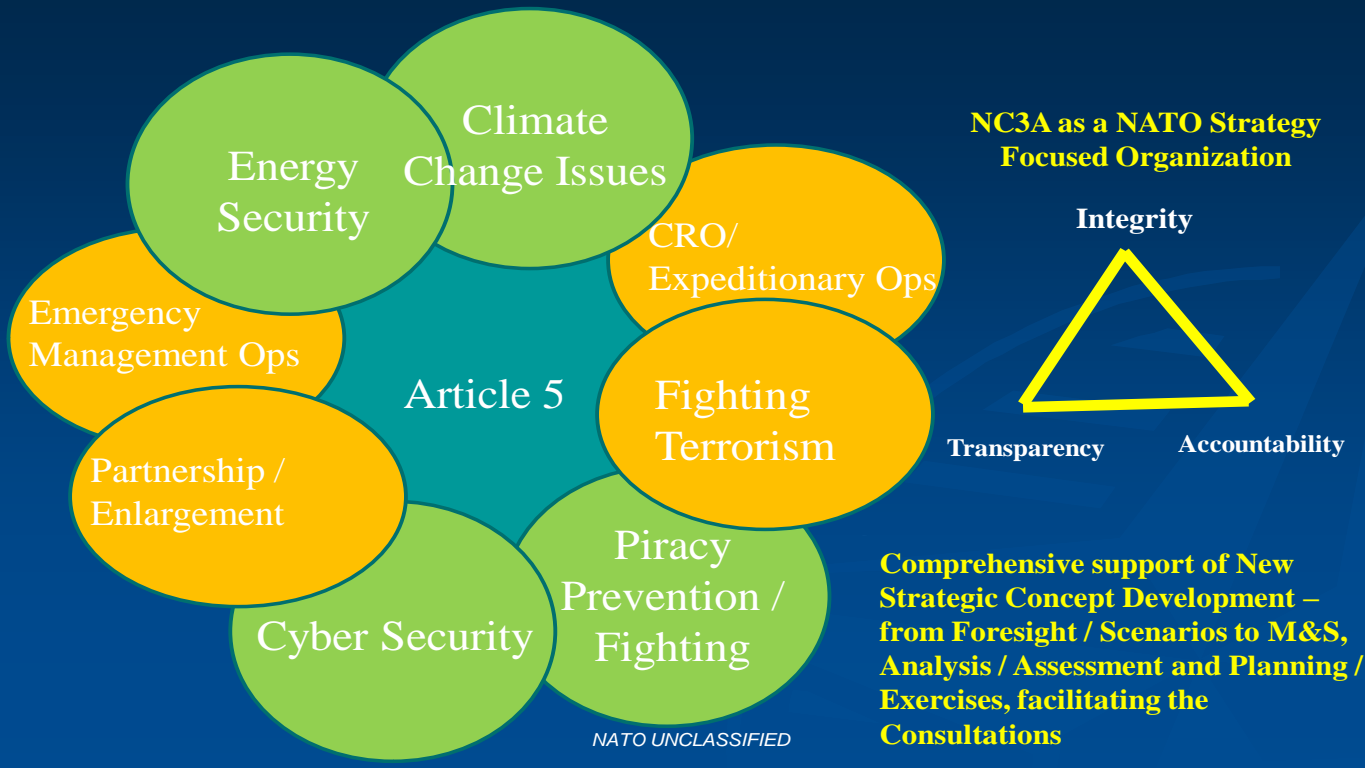 Climate
Change Issues
Energy
Security
CRO/
Expeditionary Ops
Emergency
Management Ops
Article 5
Fighting
Terrorism
Partnership /
Enlargement
Piracy
Prevention /
Fighting
Cyber Security
NC3A as a NATO Strategy
Focused Organization
Integrity
Transparency
Accountability
Comprehensive support of New
Strategic Concept Development –
from Foresight / Scenarios to M&S,
Analysis / Assessment and Planning /
Exercises, facilitating the
Consultations
NATO UNCLASSIFIED